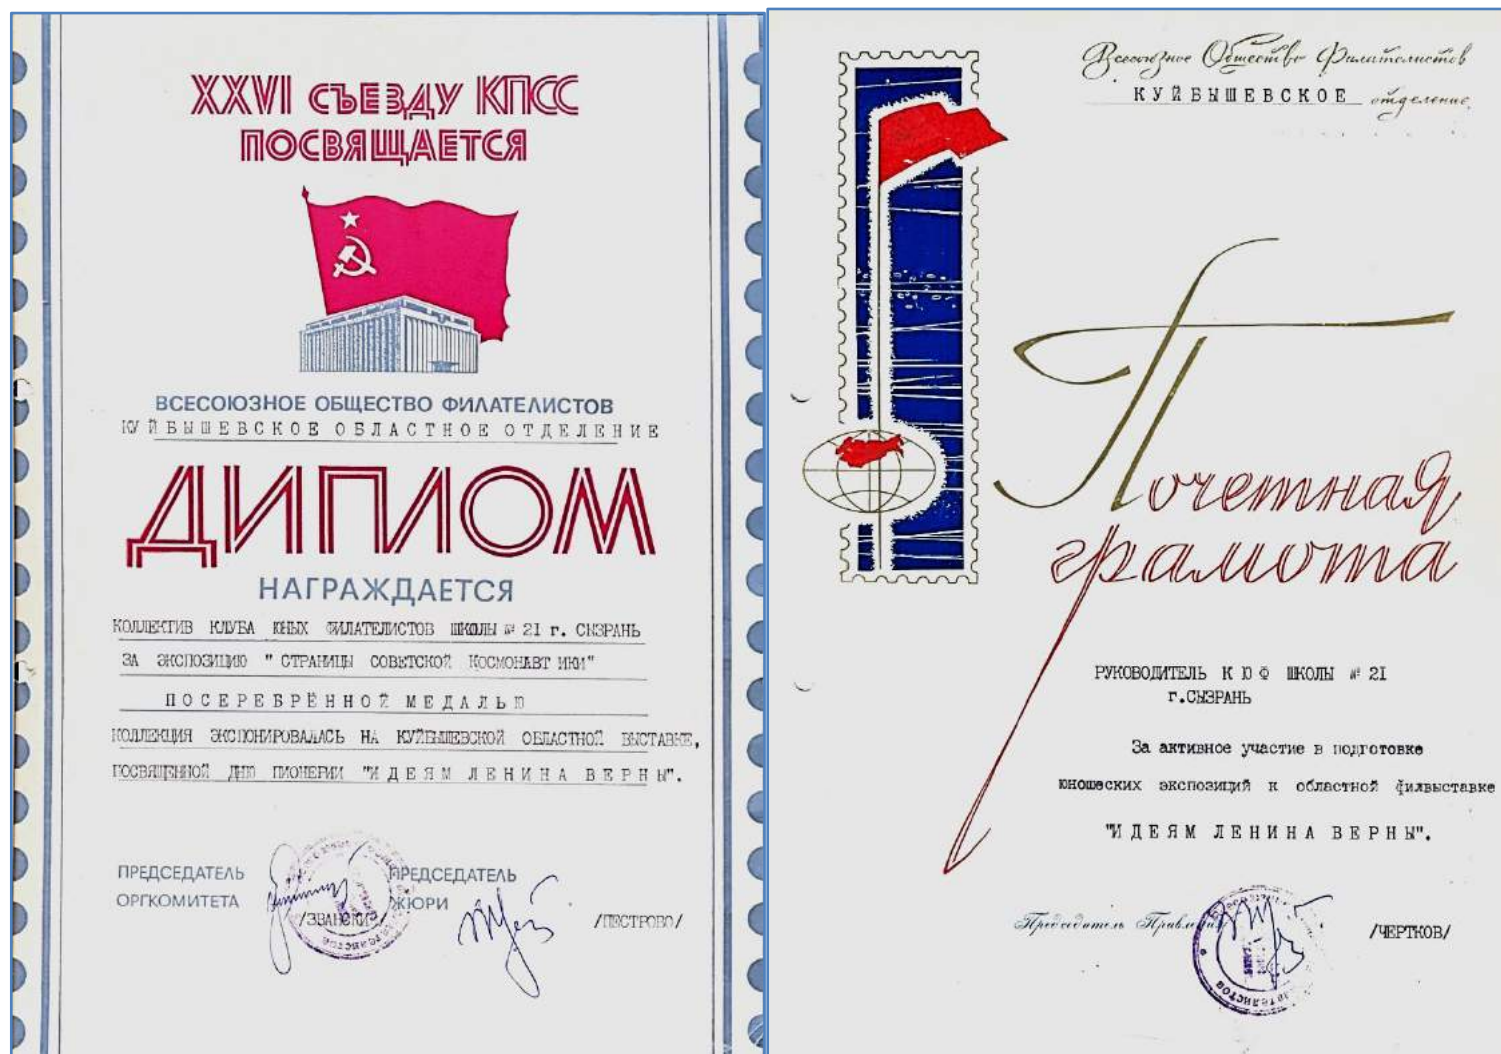 XXVI СЪЕЗДУ КПСС
ПОСВЯЩАЕТСЯ
ВСЕСОЮЗНОЕ ОБЩЕСТВО ФИЛАТЕЛИСТОВ
КУЙБЫШЕВСКОЕ ОБЛАСТНОЕ ОТДЕЛЕНИЕ
ДИПЛОМ
НАГРАЖДАЕТСЯ
КОЛЛЕКТИВ КЛУБА ЮНЫХ ФИЛАТЕЛИСТОВ ШКОЛЫ № 21 г. СЫЗРАНЬ
ЗА ЭКСПОЗИЦИЮ " СТРАНИЦЫ СОВЕТСКОЙ КОСМОНАВТ ИКИ"
ПОСЕРЕБРЁННОЙ МЕДАЛЬЮ
КОЛЛЕКЦИЯ ЭКСПОНИРОВАЛАСЬ НА КУЙБЫШЕВСКОЙ ОБЛАСТНОЙ ВЫСТАВКЕ,
ПОСВЯЩЕННОЙ ДНЮ ПИОНЕРИИ "ИДЕЯМ ЛЕНИНА ВЕРНЫ".
ПРЕДСЕДАТЕЛЬ
ОРГКОМИТЕТА
ПРЕДСЕДАТЕЛЬ
ЖЮРИ
/ПЕСТРОВО/
Всесоюзное Общество Филателистов
КУЙБЫШЕВСКОЕ отделение
Почетная
грамота
РУКОВОДИТЕЛЬ К Ю Ф ШКОЛЫ № 21
г.СЫЗРАНЬ
За активное участие в подготовке
юношеских экспозиций к областной филвыставке
"ИДЕЯМ ЛЕНИНА ВЕРНЫ".
Председатель Правления
/ЧЕРТКОВ/